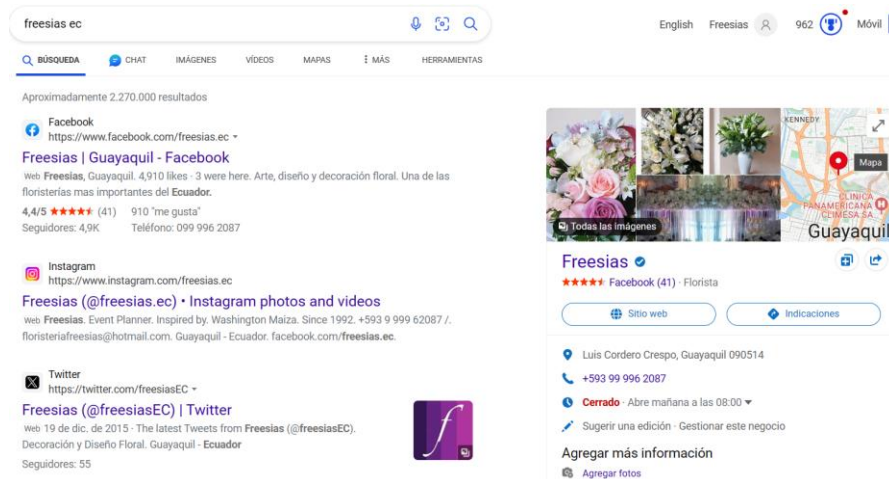 freesias ec
English Freesias 962 Móvil
BÚSQUEDA CHAT IMÁGENES VÍDEOS MAPAS MÁS HERRAMIENTAS
Aproximadamente 2.270.000 resultados
Facebook
https://www.facebook.com/freesias.ec
Freesias | Guayaquil - Facebook
Web Freesias, Guayaquil. 4,910 likes · 3 were here. Arte, diseño y decoración floral. Una de las
floristerías mas importantes del Ecuador.
4,4/5 (41) 910 "me gusta"
Seguidores: 4,9K Teléfono: 099 996 2087
Instagram
https://www.instagram.com/freesias.ec
Freesias (@freesias.ec) • Instagram photos and videos
Web Freesias. Event Planner. Inspired by. Washington Maiza. Since 1992. +593 9 999 62087 /.
floristeriafreesias@hotmail.com. Guayaquil - Ecuador. facebook.com/freesias.ec.
Twitter
https://twitter.com/freesiasEC
Freesias (@freesiasEC) | Twitter
Web 19 de dic. de 2015 · The latest Tweets from Freesias (@freesiasEC).
Decoración y Diseño Floral. Guayaquil - Ecuador
Seguidores: 55
f
KENNEDY
Mapa
CLÍNICA
PANAMERICANA
CLIMESA SA
Guayaquil
Todas las imágenes
Freesias
Facebook (41) · Florista
Sitio web Indicaciones
Luis Cordero Crespo, Guayaquil 090514
+593 99 996 2087
Cerrado · Abre mañana a las 08:00
Sugerir una edición · Gestionar este negocio
Agregar más información
Agregar fotos